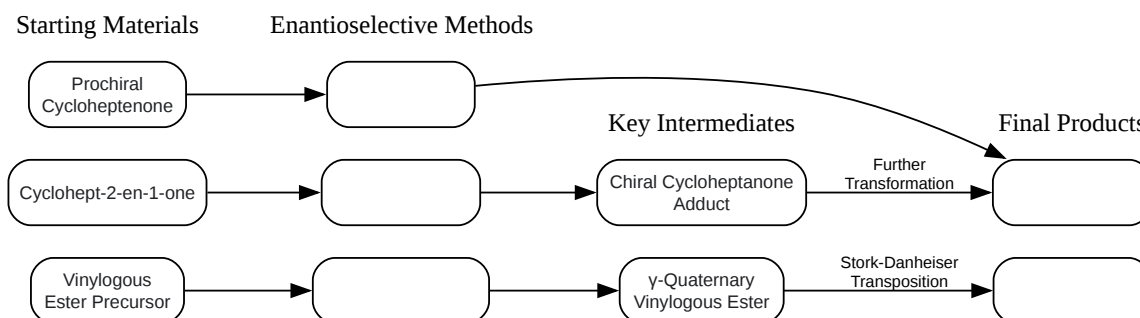 Starting Materials
Enantioselective Methods
Prochiral
Cycloheptenone
Key Intermediates
Final Products
Cyclohept-2-en-1-one
Chiral Cycloheptanone
Adduct
Further
Transformation
Vinylogous
Ester Precursor
γ-Quaternary
Vinylogous Ester
Stork-Danheiser
Transposition